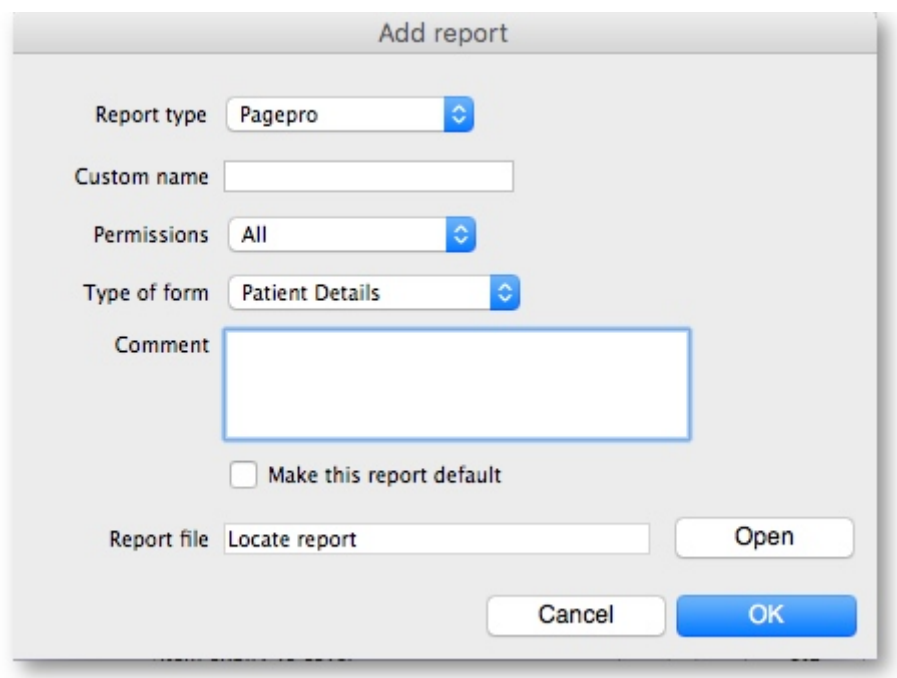 Add report
Report type Pagepro
Custom name
Permissions All
Type of form Patient Details
Comment
Make this report default
Report file Locate report Open
Cancel OK